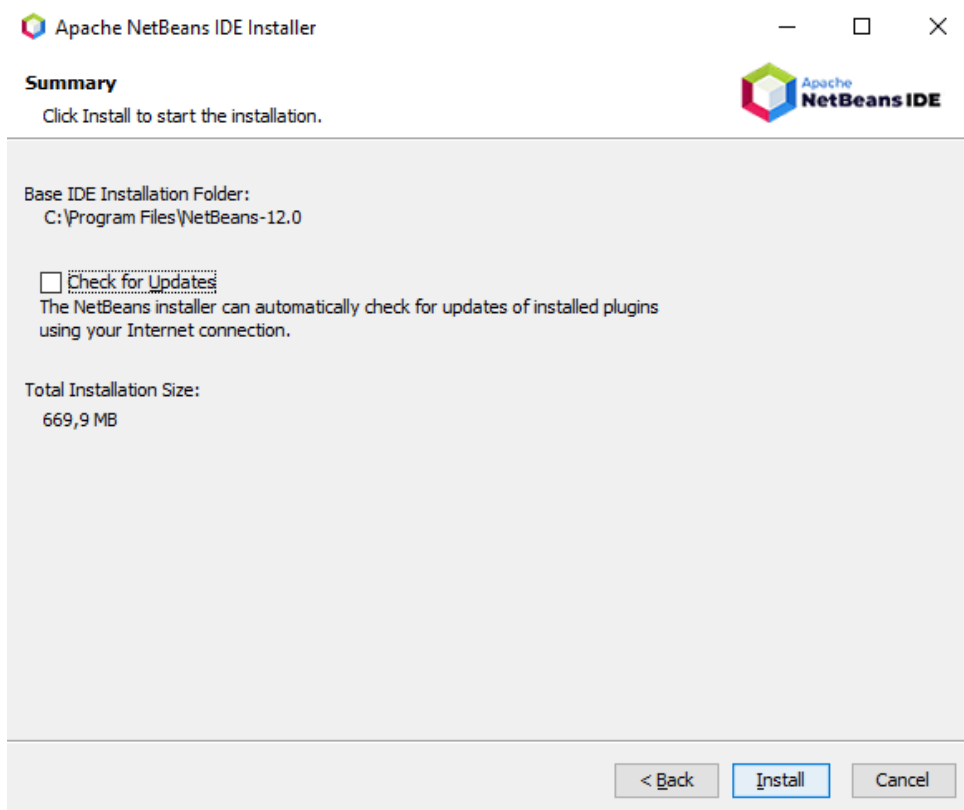 Apache NetBeans IDE Installer
Summary
Click Install to start the installation.
Apache
NetBeans IDE
Base IDE Installation Folder:
C:\Program Files\NetBeans-12.0
Check for Updates
The NetBeans installer can automatically check for updates of installed plugins
using your Internet connection.
Total Installation Size:
669,9 MB
< Back Install Cancel